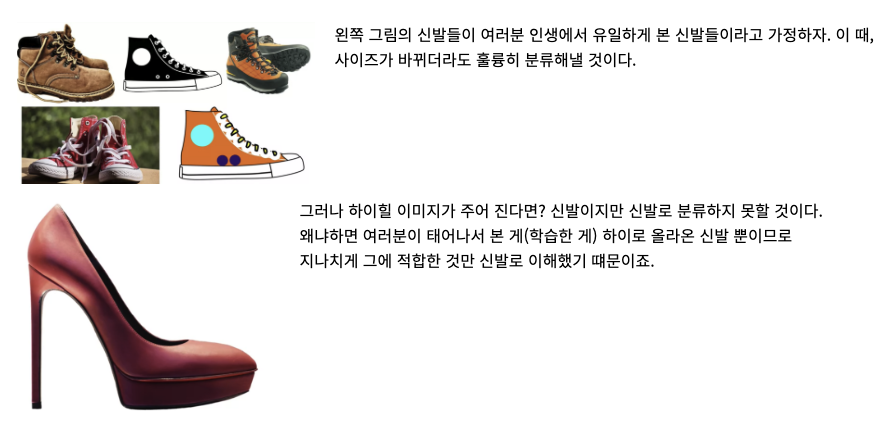 왼쪽 그림의 신발들이 여러분 인생에서 유일하게 본 신발들이라고 가정하자. 이 때,
사이즈가 바뀌더라도 훌륭히 분류해낼 것이다.
그러나 하이힐 이미지가 주어 진다면? 신발이지만 신발로 분류하지 못할 것이다.
왜냐하면 여러분이 태어나서 본 게(학습한 게) 하이로 올라온 신발 뿐이므로
지나치게 그에 적합한 것만 신발로 이해했기 떄문이죠.